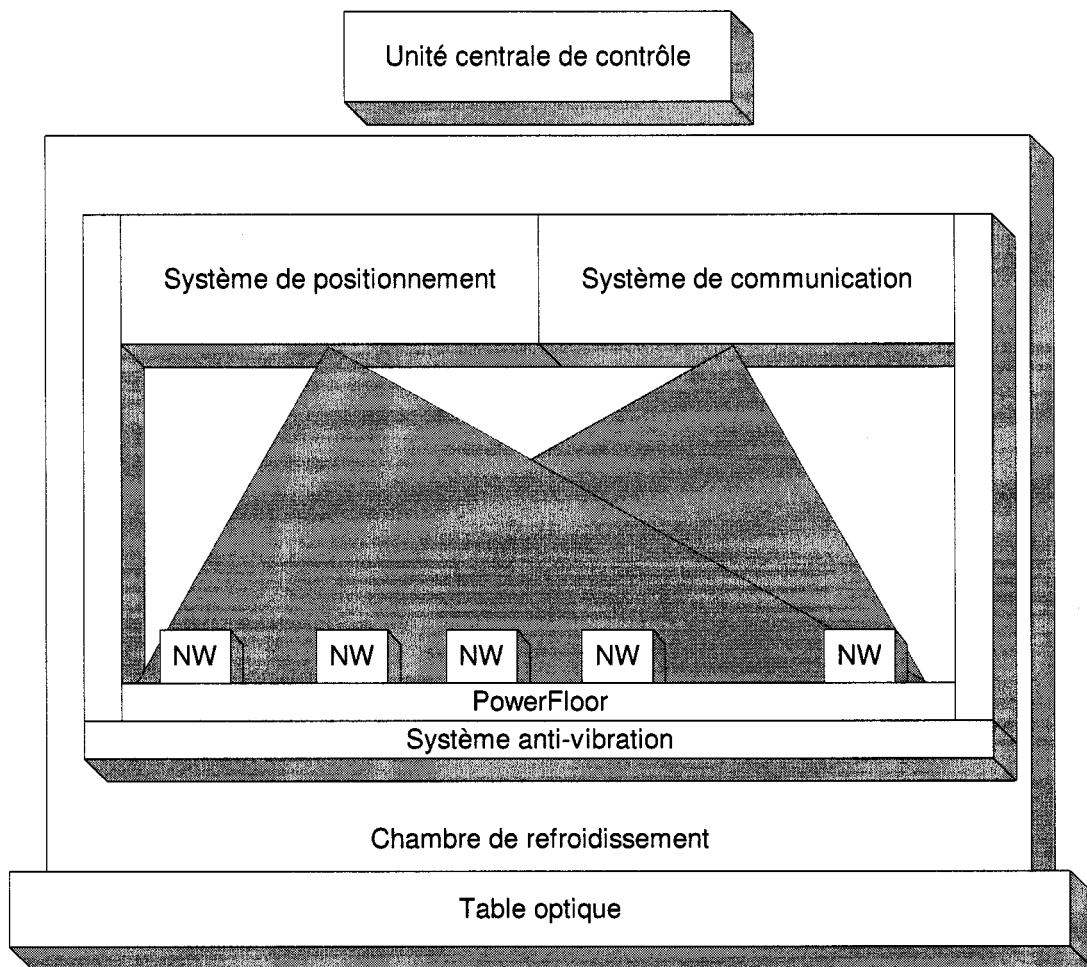 Unité centrale de contrôle
Système de positionnement
Système de communication
NW
NW
NW
NW
NW
PowerFloor
Système anti-vibration
Chambre de refroidissement
Table optique